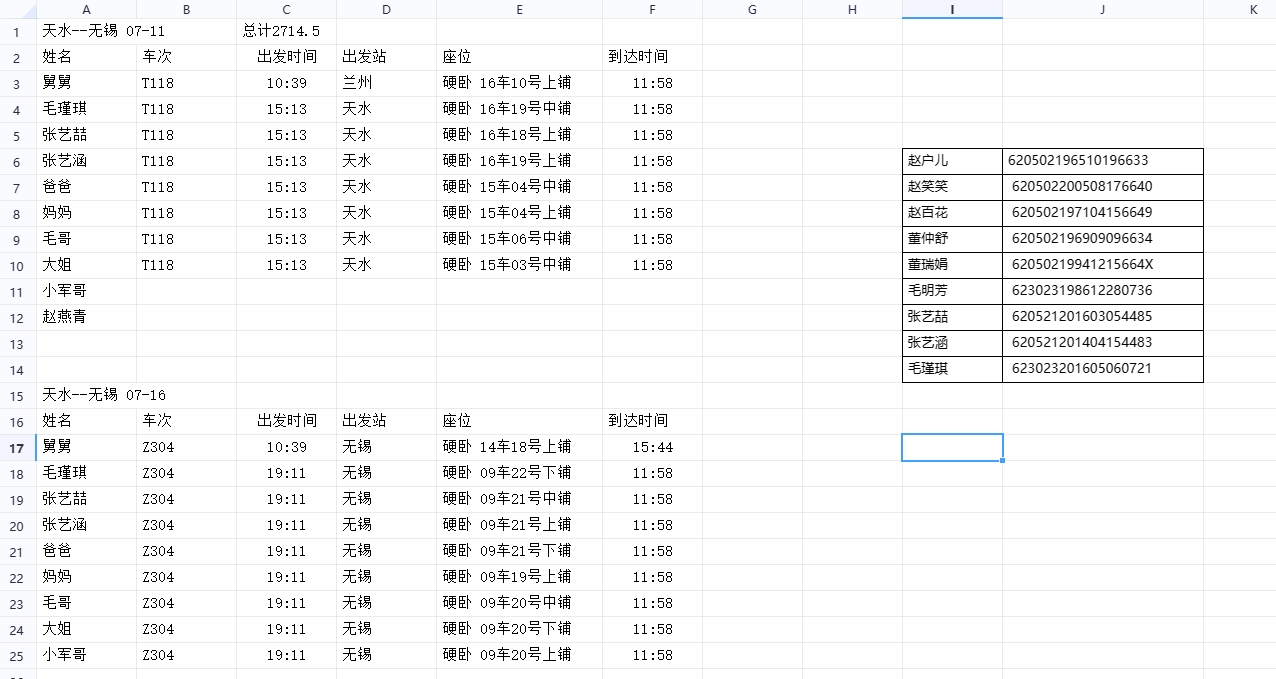 A B C D E F G H I J K
1 天水--无锡 07-11 总计2714.5
2 姓名 车次 出发时间 出发站 座位 到达时间
3 舅舅 T118 10:39 兰州 硬卧 16车10号上铺 11:58
4 毛瑾琪 T118 15:13 天水 硬卧 16车19号中铺 11:58
5 张艺喆 T118 15:13 天水 硬卧 16车18号上铺 11:58
6 张艺涵 T118 15:13 天水 硬卧 16车19号上铺 11:58 赵户儿 620502196510196633
7 爸爸 T118 15:13 天水 硬卧 15车04号中铺 11:58 赵笑笑 620502200508176640
8 妈妈 T118 15:13 天水 硬卧 15车04号上铺 11:58 赵百花 620502197104156649
9 毛哥 T118 15:13 天水 硬卧 15车06号中铺 11:58 董仲舒 620502196909096634
10 大姐 T118 15:13 天水 硬卧 15车03号中铺 11:58 董瑞娟 62050219941215664X
11 小军哥 毛明芳 623023198612280736
12 赵燕青 张艺喆 620521201603054485
13 张艺涵 620521201404154483
14 毛瑾琪 623023201605060721
15 天水--无锡 07-16
16 姓名 车次 出发时间 出发站 座位 到达时间
17 舅舅 Z304 10:39 无锡 硬卧 14车18号上铺 15:44
18 毛瑾琪 Z304 19:11 无锡 硬卧 09车22号下铺 11:58
19 张艺喆 Z304 19:11 无锡 硬卧 09车21号中铺 11:58
20 张艺涵 Z304 19:11 无锡 硬卧 09车21号上铺 11:58
21 爸爸 Z304 19:11 无锡 硬卧 09车21号下铺 11:58
22 妈妈 Z304 19:11 无锡 硬卧 09车19号上铺 11:58
23 毛哥 Z304 19:11 无锡 硬卧 09车20号中铺 11:58
24 大姐 Z304 19:11 无锡 硬卧 09车20号下铺 11:58
25 小军哥 Z304 19:11 无锡 硬卧 09车20号上铺 11:58